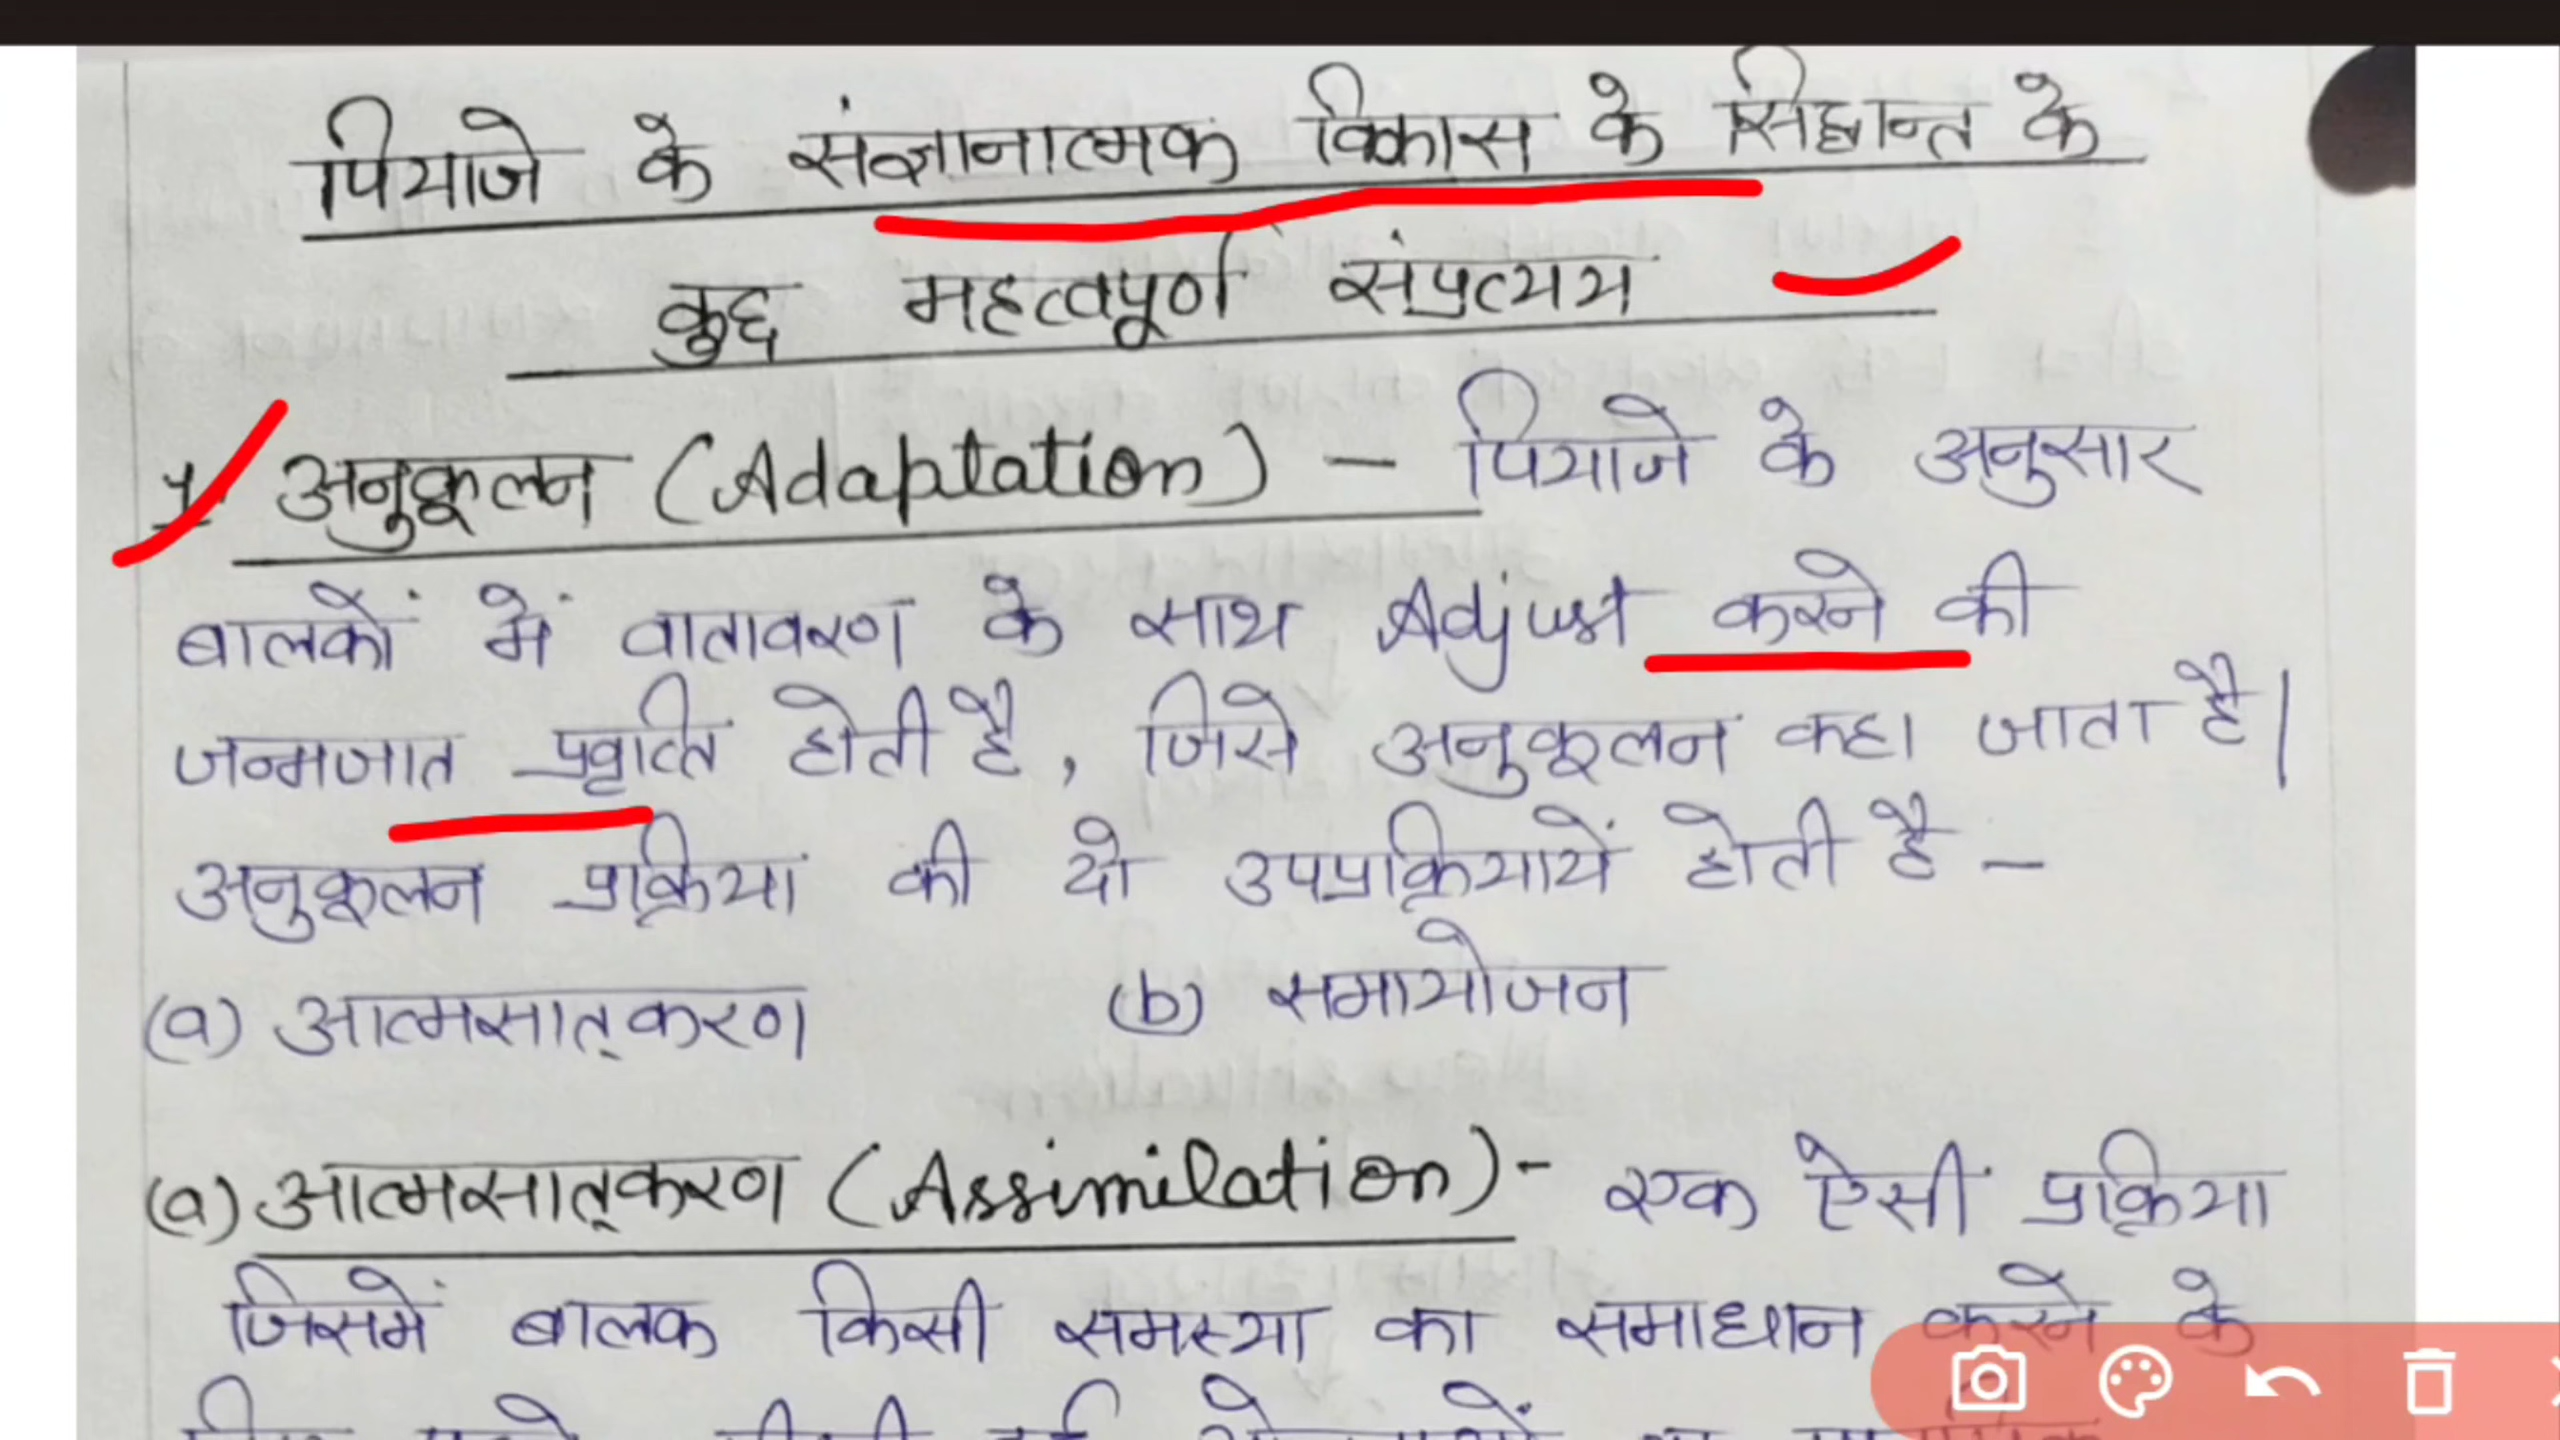 पियाजे के संज्ञानात्मक विकास के सिद्धान्त के
कुछ महत्वपूर्ण संप्रत्यय
1. अनुकूलन (Adaptation) – पियाजे के अनुसार
बालकों में वातावरण के साथ Adjust करने की
जन्मजात प्रवृत्ति होती है, जिसे अनुकूलन कहा जाता है।
अनुकूलन प्रक्रिया की दो उपप्रक्रियायें होती है –
(a) आत्मसात्करण (b) समायोजन
(a) आत्मसात्करण (Assimilation) - एक ऐसी प्रक्रिया
जिसमें बालक किसी समस्या का समाधान करने के